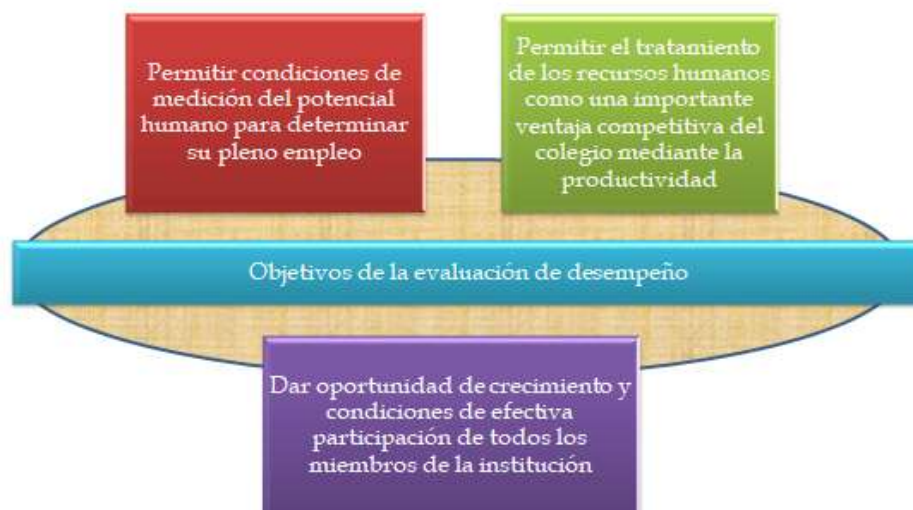 Permitir condiciones de
medición del potencial
humano para determinar
su pleno empleo
Permitir el tratamiento
de los recursos humanos
como una importante
ventaja competitiva del
colegio mediante la
productividad
Objetivos de la evaluación de desempeño
Dar oportunidad de crecimiento y
condiciones de efectiva
participación de todos los
miembros de la institución